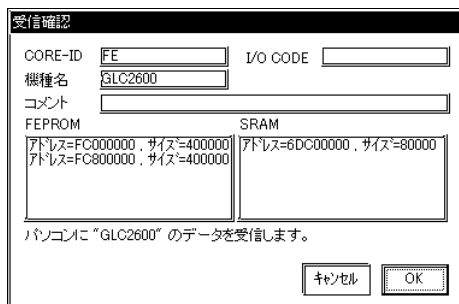 受信確認
CORE-ID FE I/O CODE
機種名 GLC2600
コメント
FEPROM SRAM
ｱﾄﾞﾚｽ=FC000000 , ｻｲｽﾞ=400000 ｱﾄﾞﾚｽ=6DC00000 , ｻｲｽﾞ=80000
ｱﾄﾞﾚｽ=FC800000 , ｻｲｽﾞ=400000
パソコンに "GLC2600" のデータを受信します。
ｷｬﾝｾﾙ OK